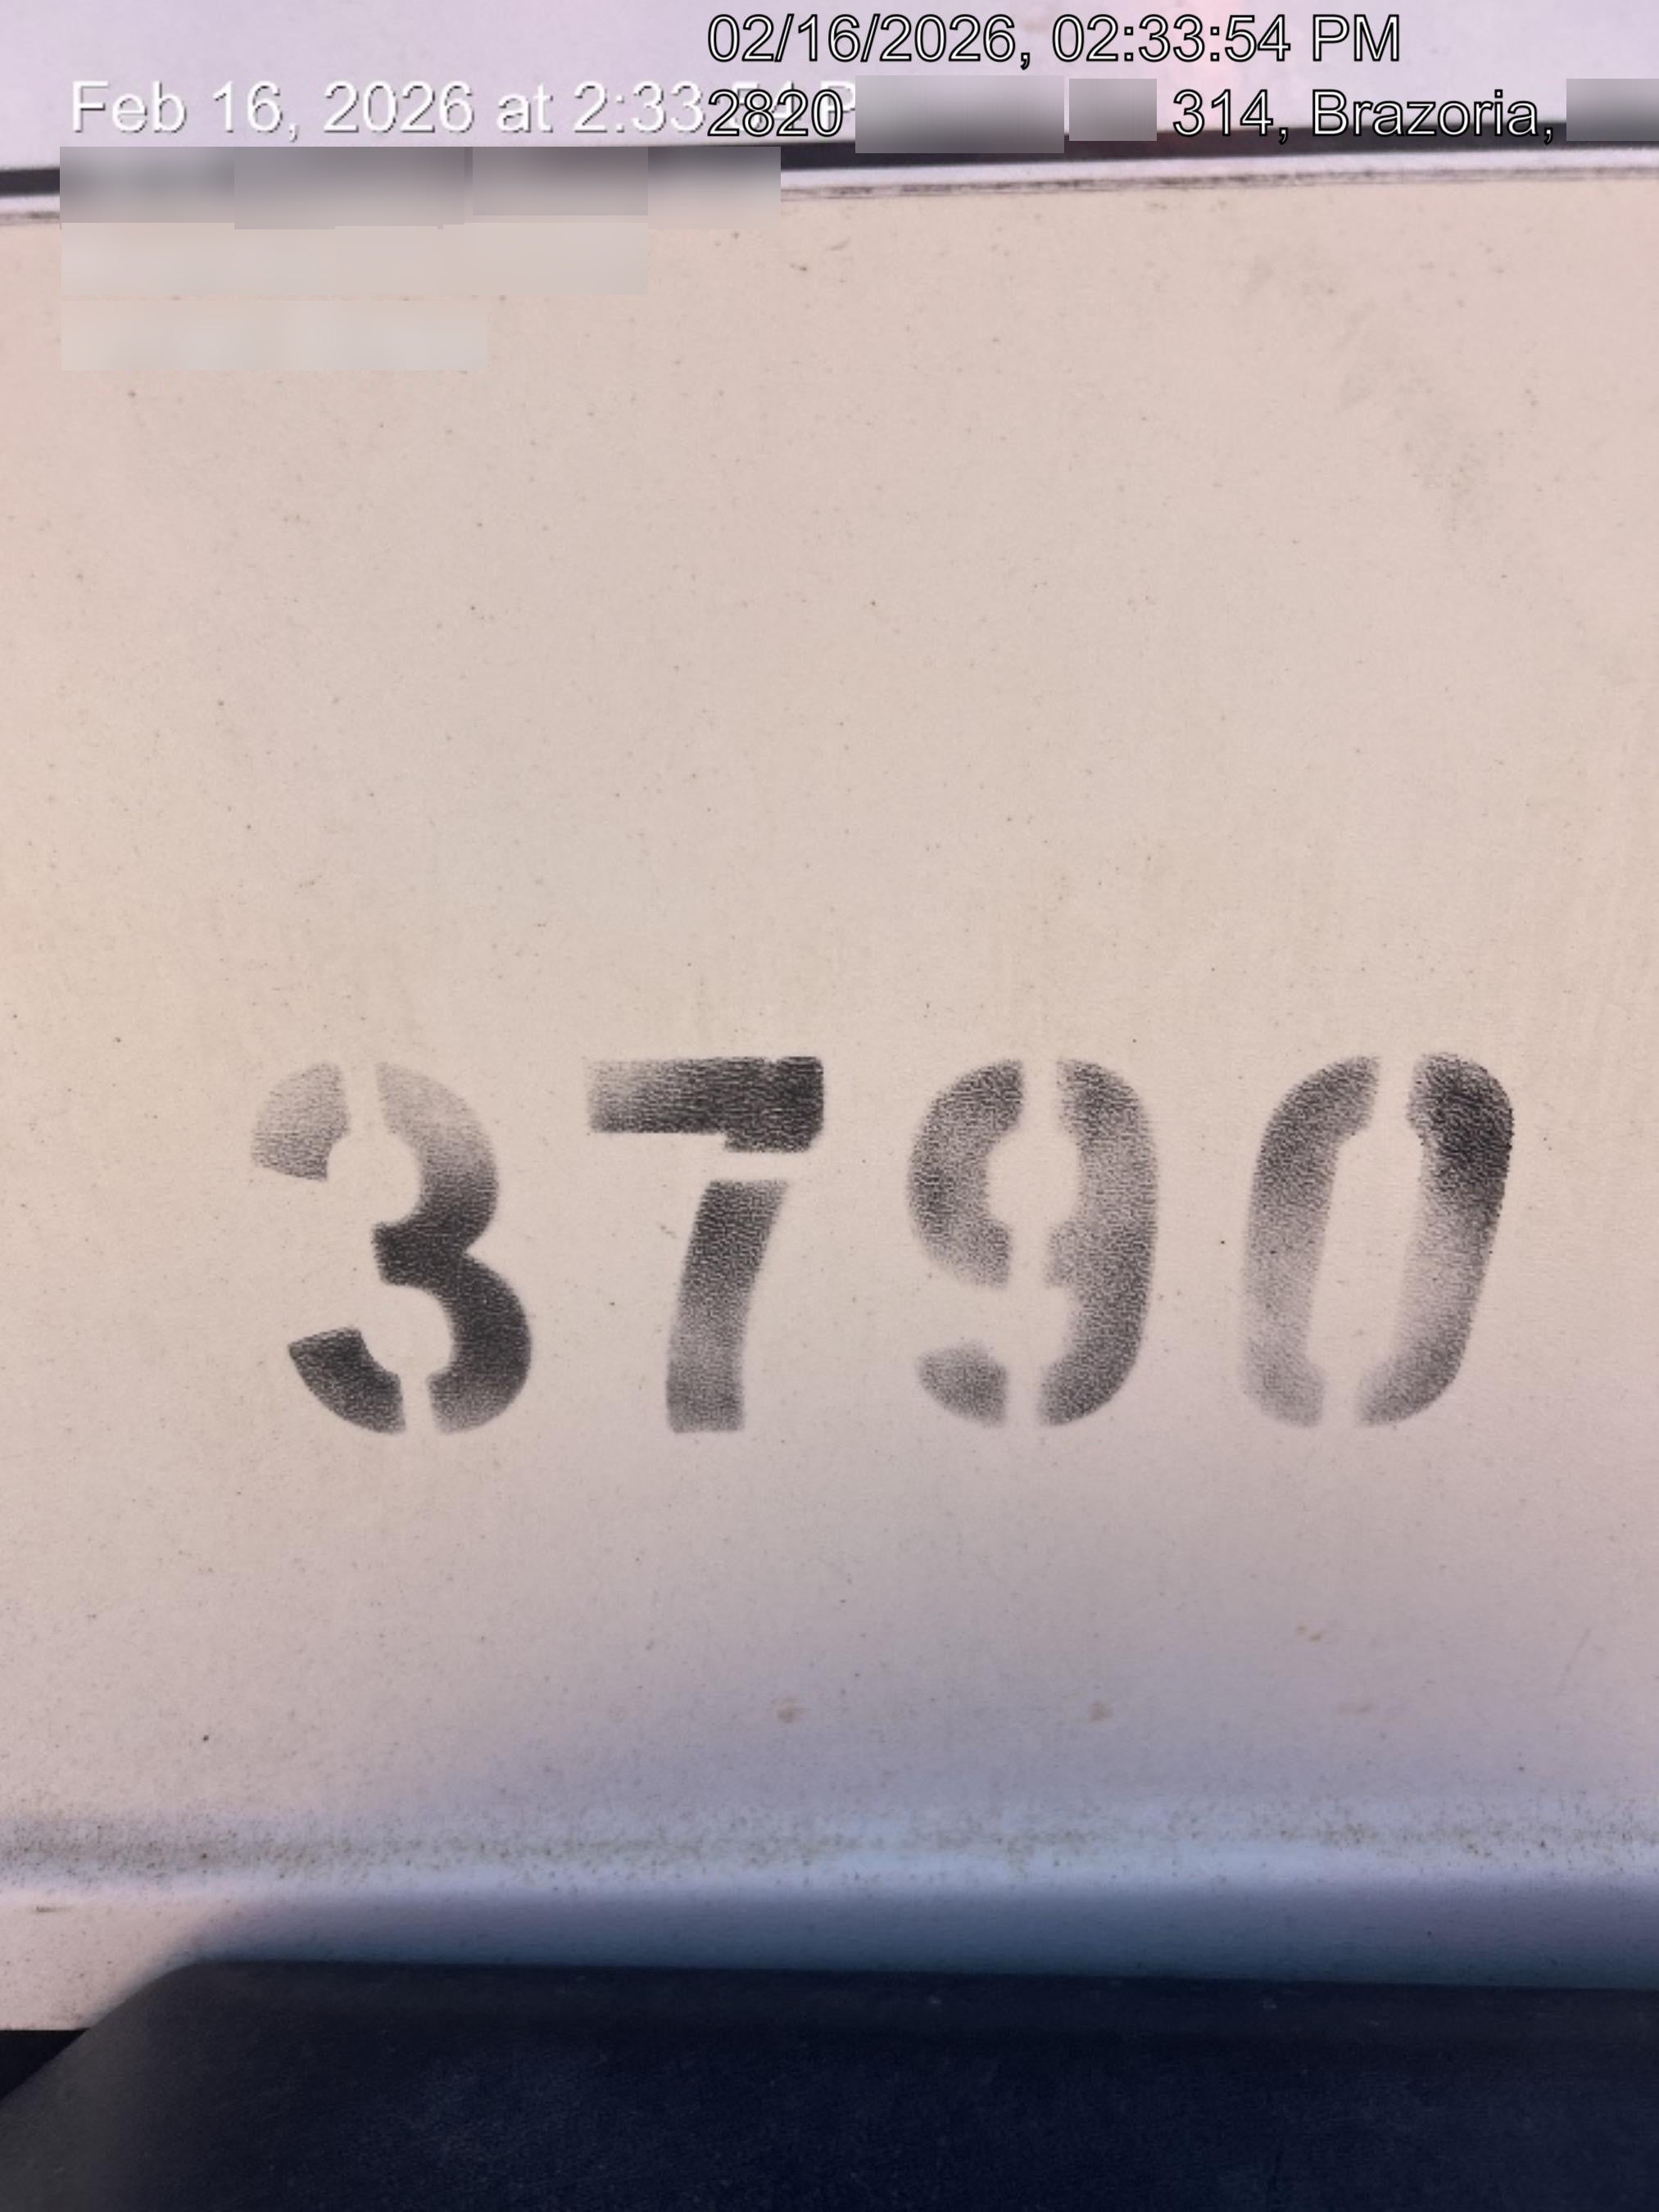 02/16/2026, 02:33:54 PM
Feb 16, 2026 at 2:33
2820 314, Brazoria,
3790